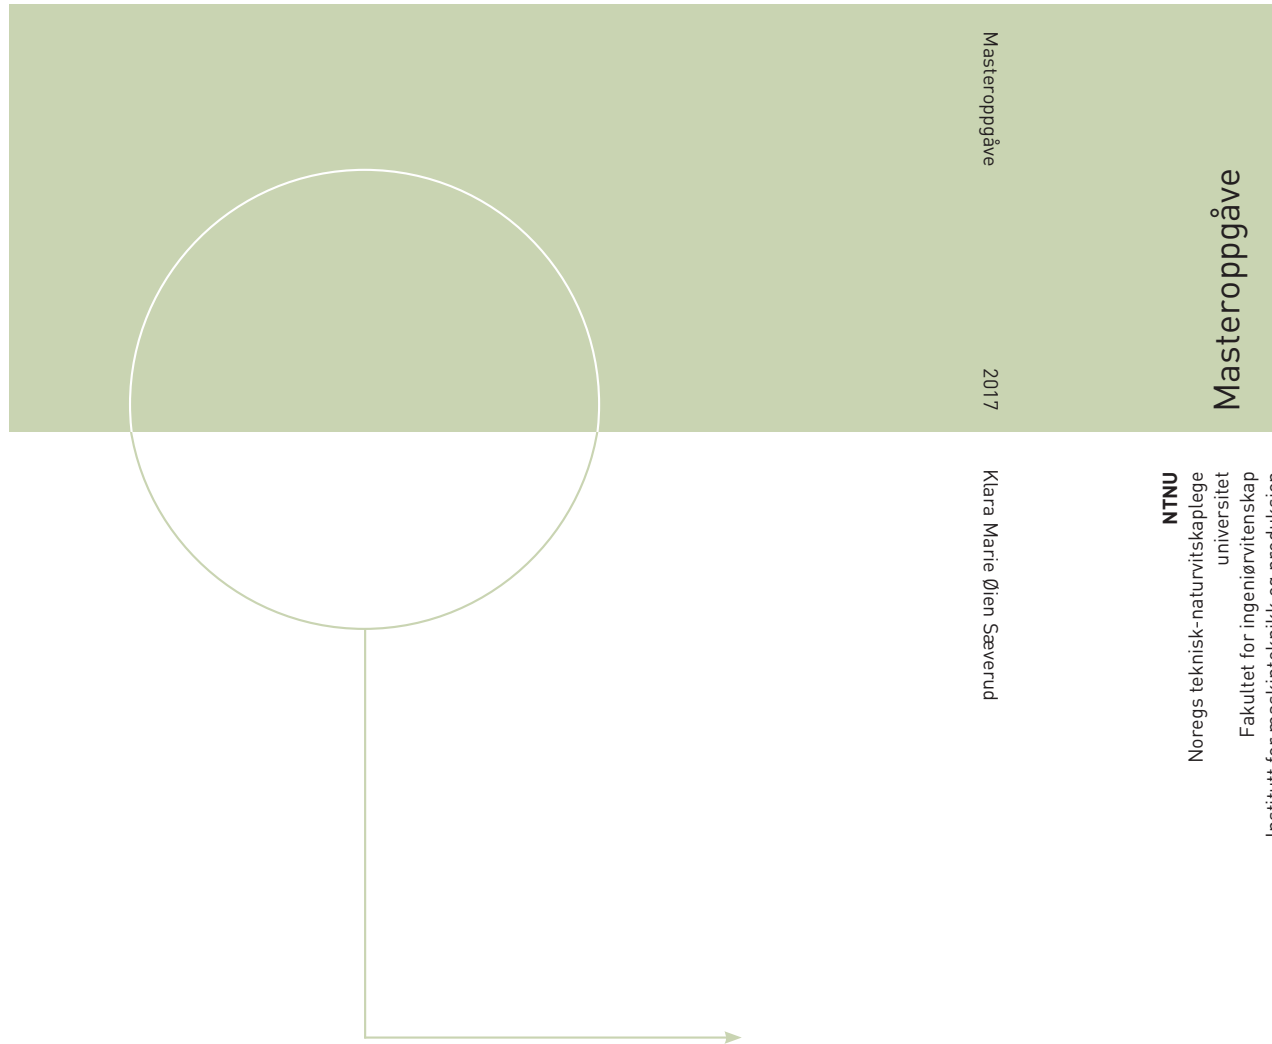 Masteroppgåve
2017
Klara Marie Øien Sæverud
Masteroppgåve
NTNU
Noregs teknisk-naturvitskaplege
universitet
Fakultet for ingeniørvitenskap